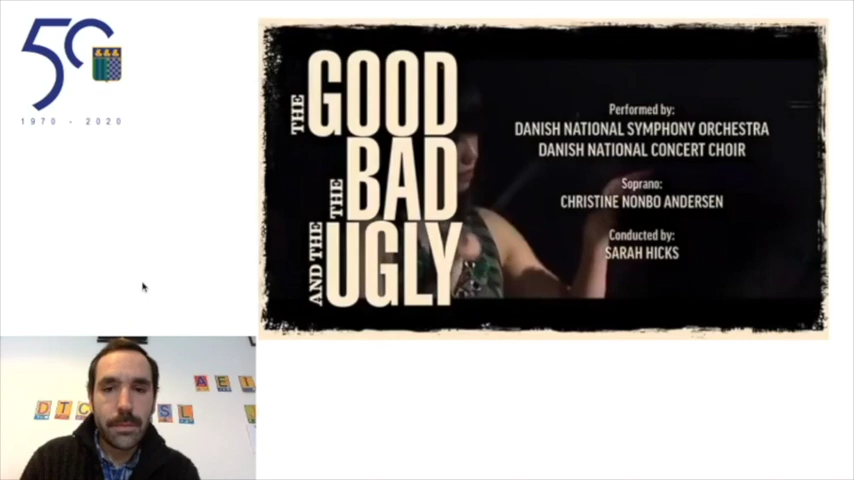 50
1970 - 2020
THE GOOD
THE BAD
AND THE UGLY
Performed by:
DANISH NATIONAL SYMPHONY ORCHESTRA
DANISH NATIONAL CONCERT CHOIR
Soprano:
CHRISTINE NONBO ANDERSEN
Conducted by:
SARAH HICKS
A E I
D T C S L